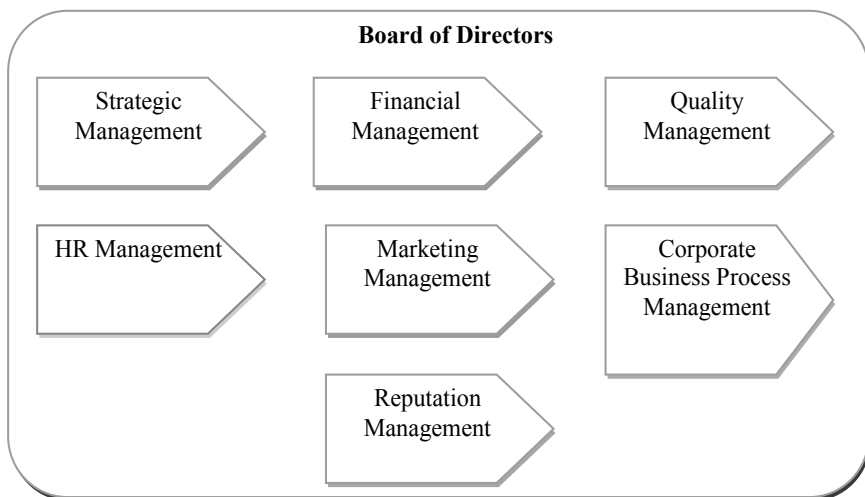 Board of Directors
Strategic
Management
Financial
Management
Quality
Management
HR Management
Marketing
Management
Corporate
Business Process
Management
Reputation
Management